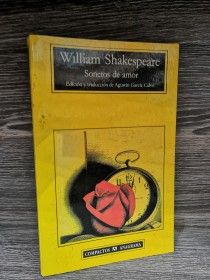 William Shakespeare
Sonetos de amor
Edición y traducción de Agustín García Calvo
COMPACTOS ANAGRAMA